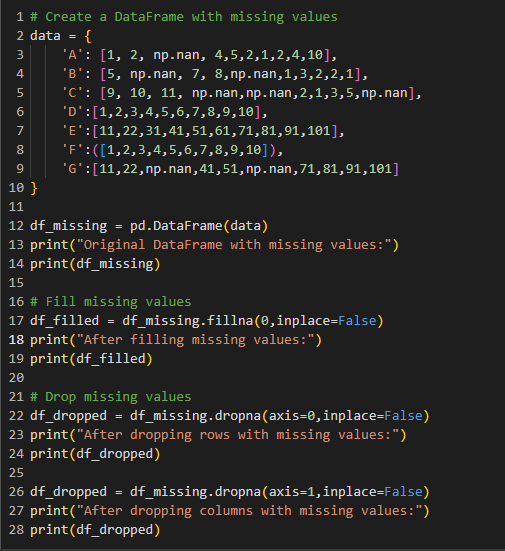 1 # Create a DataFrame with missing values
2 data = {
3     'A': [1, 2, np.nan, 4,5,2,1,2,4,10],
4     'B': [5, np.nan, 7, 8,np.nan,1,3,2,2,1],
5     'C': [9, 10, 11, np.nan,np.nan,2,1,3,5,np.nan],
6     'D':[1,2,3,4,5,6,7,8,9,10],
7     'E':[11,22,31,41,51,61,71,81,91,101],
8     'F':([1,2,3,4,5,6,7,8,9,10]),
9     'G':[11,22,np.nan,41,51,np.nan,71,81,91,101]
10 }
11
12 df_missing = pd.DataFrame(data)
13 print("Original DataFrame with missing values:")
14 print(df_missing)
15
16 # Fill missing values
17 df_filled = df_missing.fillna(0,inplace=False)
18 print("After filling missing values:")
19 print(df_filled)
20
21 # Drop missing values
22 df_dropped = df_missing.dropna(axis=0,inplace=False)
23 print("After dropping rows with missing values:")
24 print(df_dropped)
25
26 df_dropped = df_missing.dropna(axis=1,inplace=False)
27 print("After dropping columns with missing values:")
28 print(df_dropped)